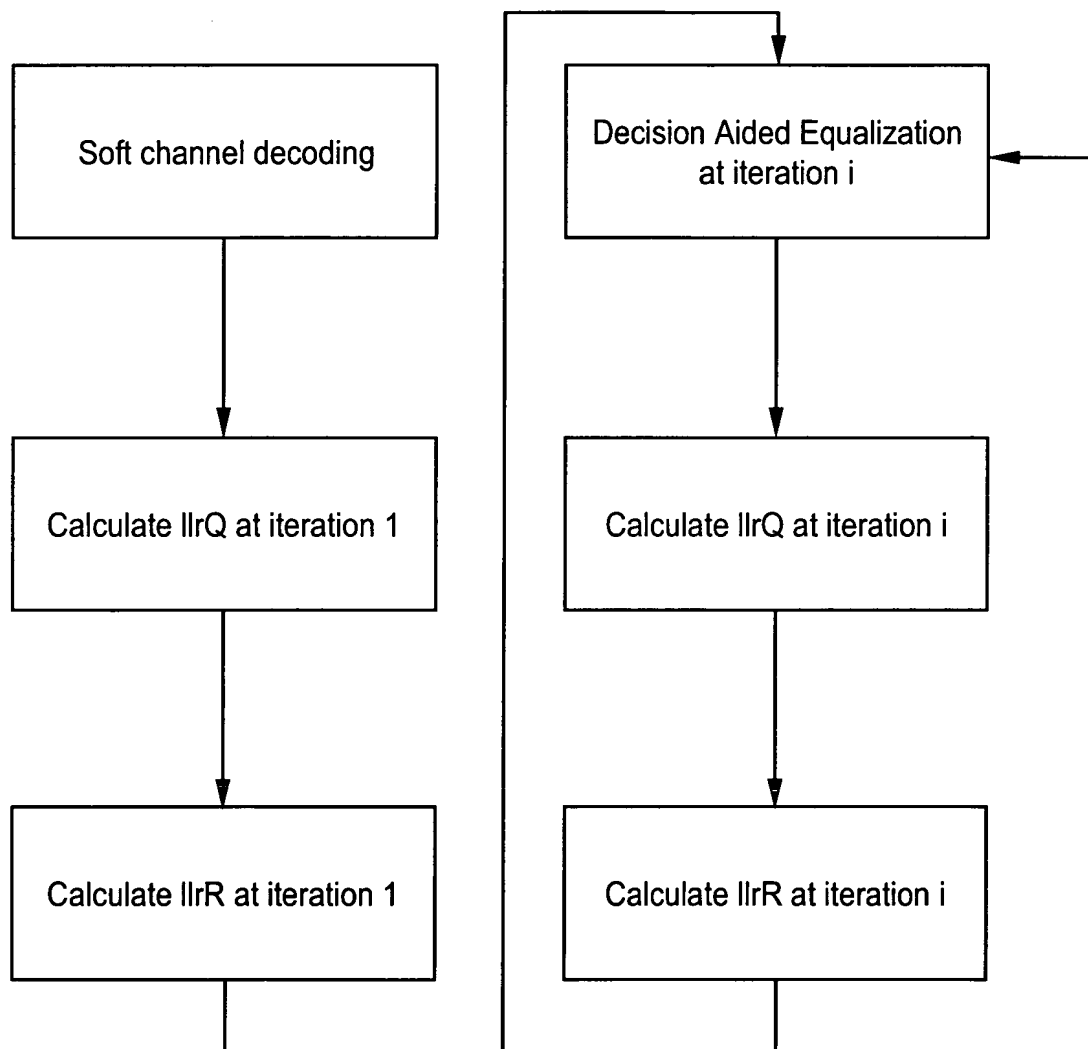 Soft channel decoding
Calculate llrQ at iteration 1
Calculate llrR at iteration 1
Decision Aided Equalization
at iteration i
Calculate llrQ at iteration i
Calculate llrR at iteration i